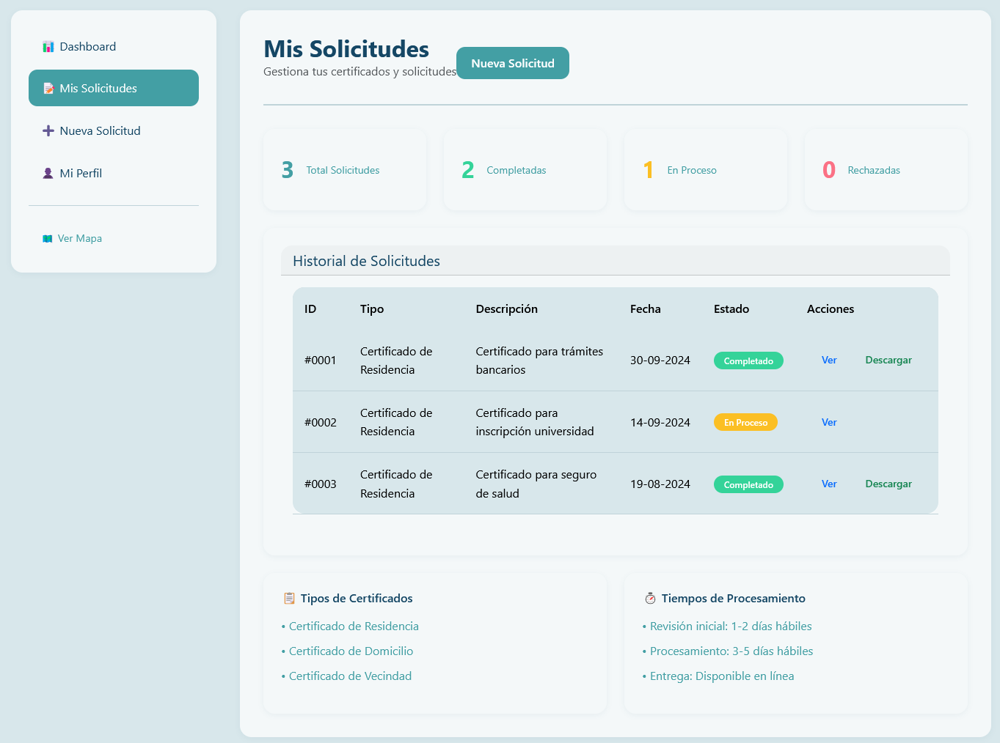 Dashboard
Mis Solicitudes
Nueva Solicitud
Mi Perfil
Ver Mapa
Mis Solicitudes
Gestiona tus certificados y solicitudes
Nueva Solicitud
3 Total Solicitudes
2 Completadas
1 En Proceso
0 Rechazadas
Historial de Solicitudes
ID Tipo Descripción Fecha Estado Acciones
#0001 Certificado de Residencia Certificado para trámites bancarios 30-09-2024 Completado Ver Descargar
#0002 Certificado de Residencia Certificado para inscripción universidad 14-09-2024 En Proceso Ver
#0003 Certificado de Residencia Certificado para seguro de salud 19-08-2024 Completado Ver Descargar
Tipos de Certificados
• Certificado de Residencia
• Certificado de Domicilio
• Certificado de Vecindad
Tiempos de Procesamiento
• Revisión inicial: 1-2 días hábiles
• Procesamiento: 3-5 días hábiles
• Entrega: Disponible en línea